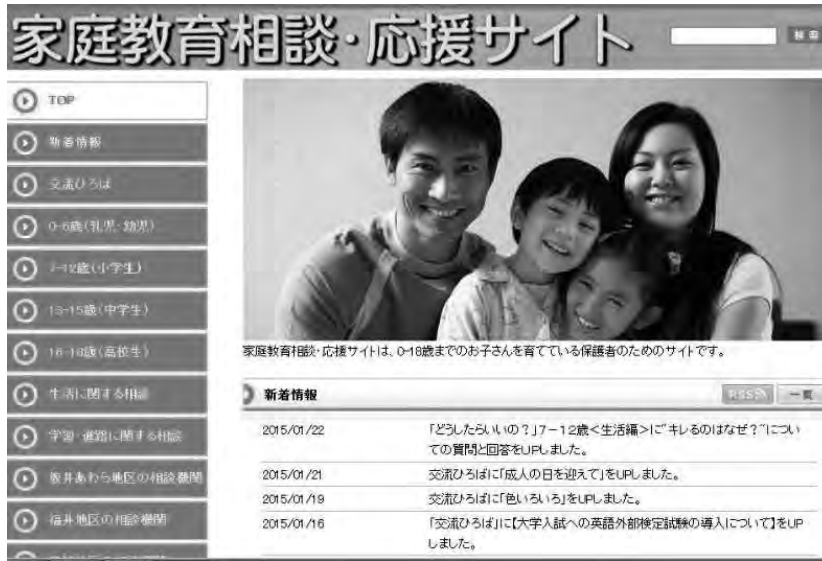 家庭教育相談・応援サイト
検索
TOP
新着情報
交流ひろば
0-6歳(乳児・幼児)
7-12歳(小学生)
13-15歳(中学生)
16-18歳(高校生)
生活に関する相談
学習・進路に関する相談
坂井あわら地区の相談機関
福井地区の相談機関
家庭教育相談・応援サイトは、0-18歳までのお子さんを育てている保護者のためのサイトです。
新着情報
RSS
一覧
2015/01/22
「どうしたらいいの？」7－12歳<生活編>に"キレるのはなぜ？"につい
ての質問と回答をUPしました。
2015/01/21
交流ひろばに「成人の日を迎えて」をUPしました。
2015/01/19
交流ひろばに「色いろいろ」をUPしました。
2015/01/16
「交流ひろば」に【大学入試への英語外部検定試験の導入について】をUP
しました。